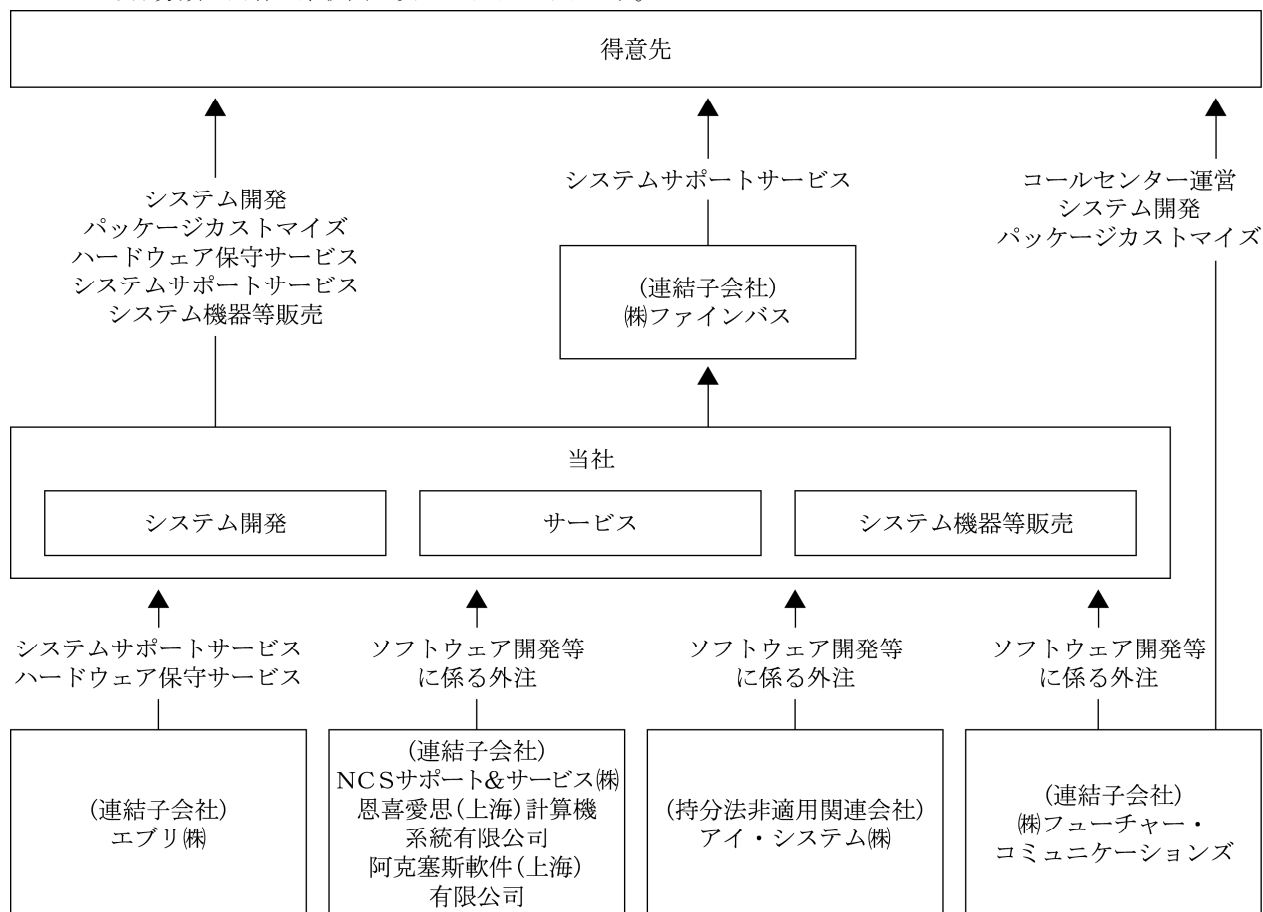 得意先
システム開発
パッケージカストマイズ
ハードウェア保守サービス
システムサポートサービス
システム機器等販売
システムサポートサービス
コールセンター運営
システム開発
パッケージカストマイズ
(連結子会社)
㈱ファインバス
当社
システム開発
サービス
システム機器等販売
システムサポートサービス
ハードウェア保守サービス
ソフトウェア開発等
に係る外注
ソフトウェア開発等
に係る外注
ソフトウェア開発等
に係る外注
(連結子会社)
エブリ㈱
(連結子会社)
NCSサポート&サービス㈱
恩喜愛思(上海)計算機
系統有限公司
阿克塞斯軟件(上海)
有限公司
(持分法非適用関連会社)
アイ・システム㈱
(連結子会社)
㈱フューチャー・
コミュニケーションズ